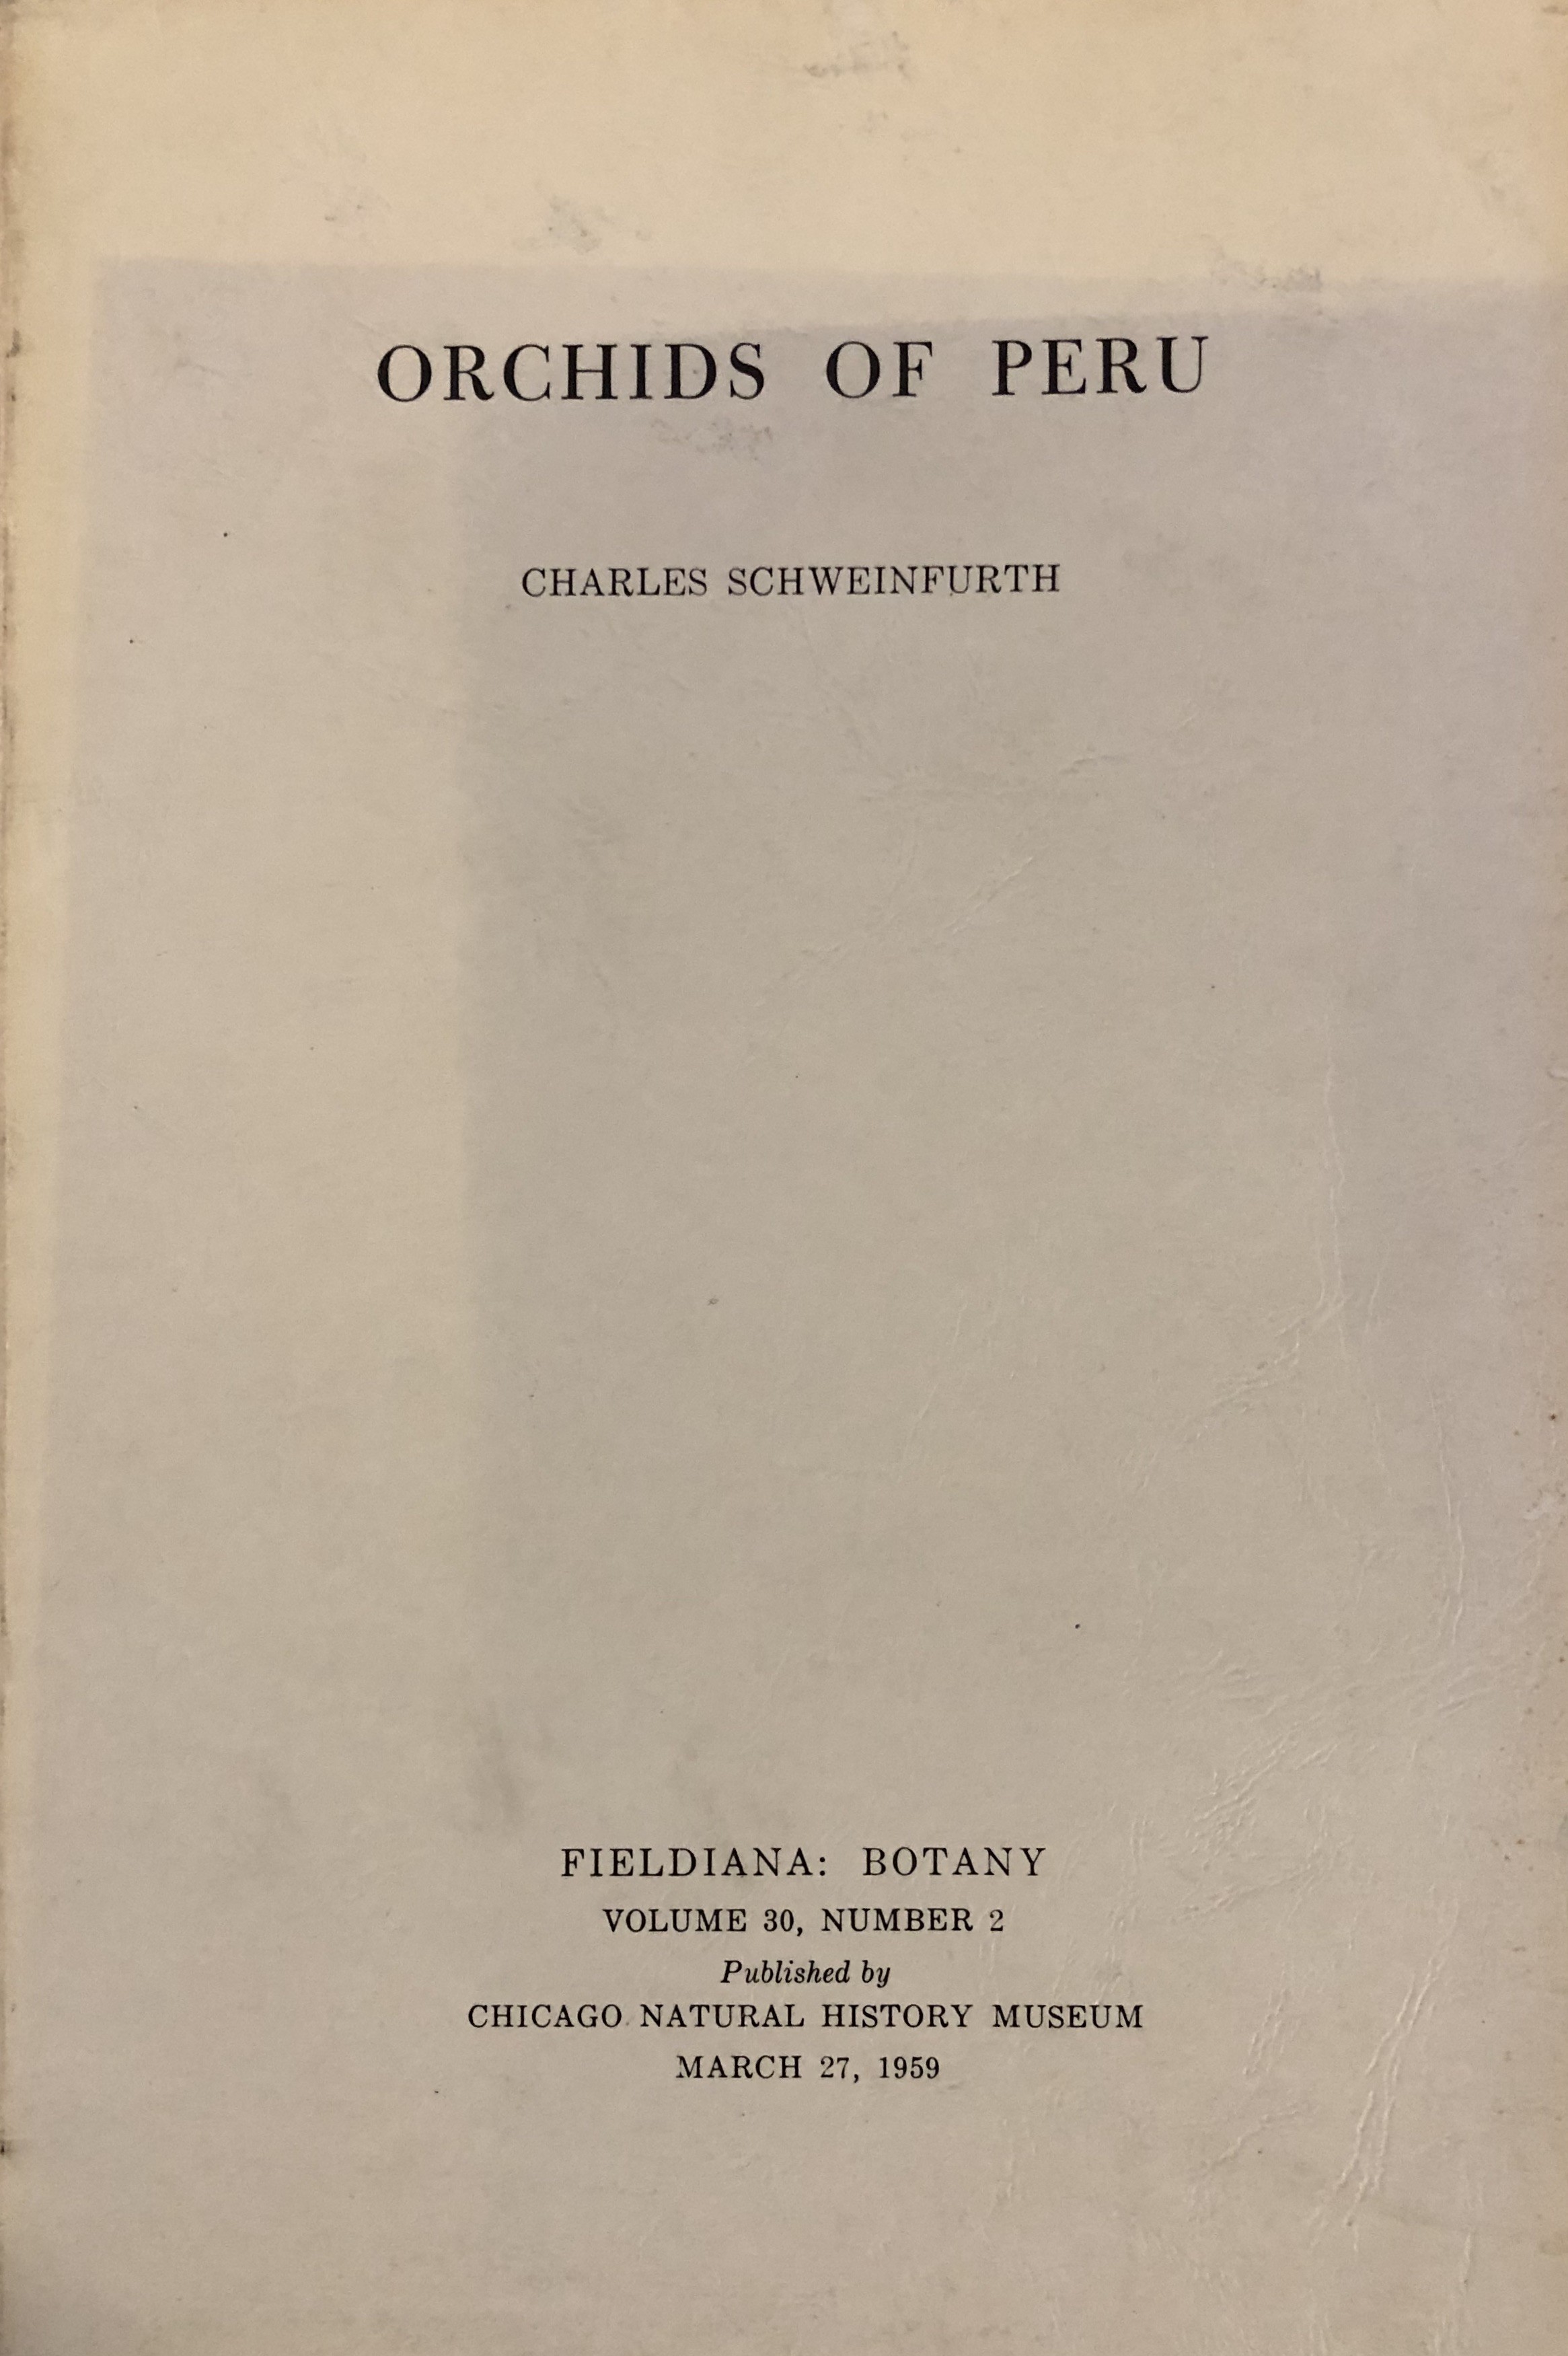 ORCHIDS OF PERU
CHARLES SCHWEINFURTH
FIELDIANA: BOTANY
VOLUME 30, NUMBER 2
Published by
CHICAGO NATURAL HISTORY MUSEUM
MARCH 27, 1959